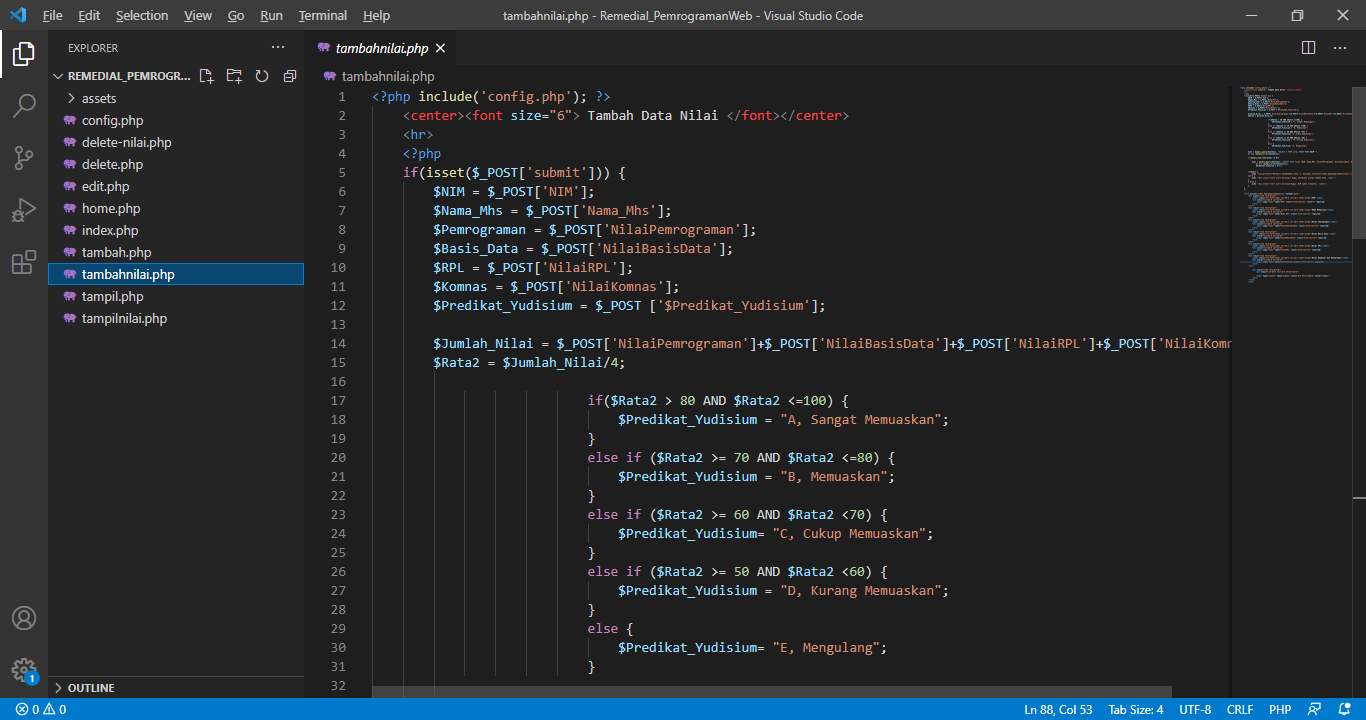 File Edit Selection View Go Run Terminal Help tambahnilai.php - Remedial_PemrogramanWeb - Visual Studio Code
EXPLORER ···
REMEDIAL_PEMROGR...
assets
config.php
delete-nilai.php
delete.php
edit.php
home.php
index.php
tambah.php
tambahnilai.php
tampil.php
tampilnilai.php
OUTLINE
tambahnilai.php
tambahnilai.php
1 <?php include('config.php'); ?>
2 <center><font size="6"> Tambah Data Nilai </font></center>
3 <hr>
4 <?php
5 if(isset($_POST['submit'])) {
6 $NIM = $_POST['NIM'];
7 $Nama_Mhs = $_POST['Nama_Mhs'];
8 $Pemrograman = $_POST['NilaiPemrograman'];
9 $Basis_Data = $_POST['NilaiBasisData'];
10 $RPL = $_POST['NilaiRPL'];
11 $Komnas = $_POST['NilaiKomnas'];
12 $Predikat_Yudisium = $_POST ['$Predikat_Yudisium'];
13
14 $Jumlah_Nilai = $_POST['NilaiPemrograman']+$_POST['NilaiBasisData']+$_POST['NilaiRPL']+$_POST['NilaiKomn
15 $Rata2 = $Jumlah_Nilai/4;
16
17 if($Rata2 > 80 AND $Rata2 <=100) {
18 $Predikat_Yudisium = "A, Sangat Memuaskan";
19 }
20 else if ($Rata2 >= 70 AND $Rata2 <=80) {
21 $Predikat_Yudisium = "B, Memuaskan";
22 }
23 else if ($Rata2 >= 60 AND $Rata2 <70) {
24 $Predikat_Yudisium= "C, Cukup Memuaskan";
25 }
26 else if ($Rata2 >= 50 AND $Rata2 <60) {
27 $Predikat_Yudisium = "D, Kurang Memuaskan";
28 }
29 else {
30 $Predikat_Yudisium= "E, Mengulang";
31 }
32
1
0 0 Ln 88, Col 53 Tab Size: 4 UTF-8 CRLF PHP